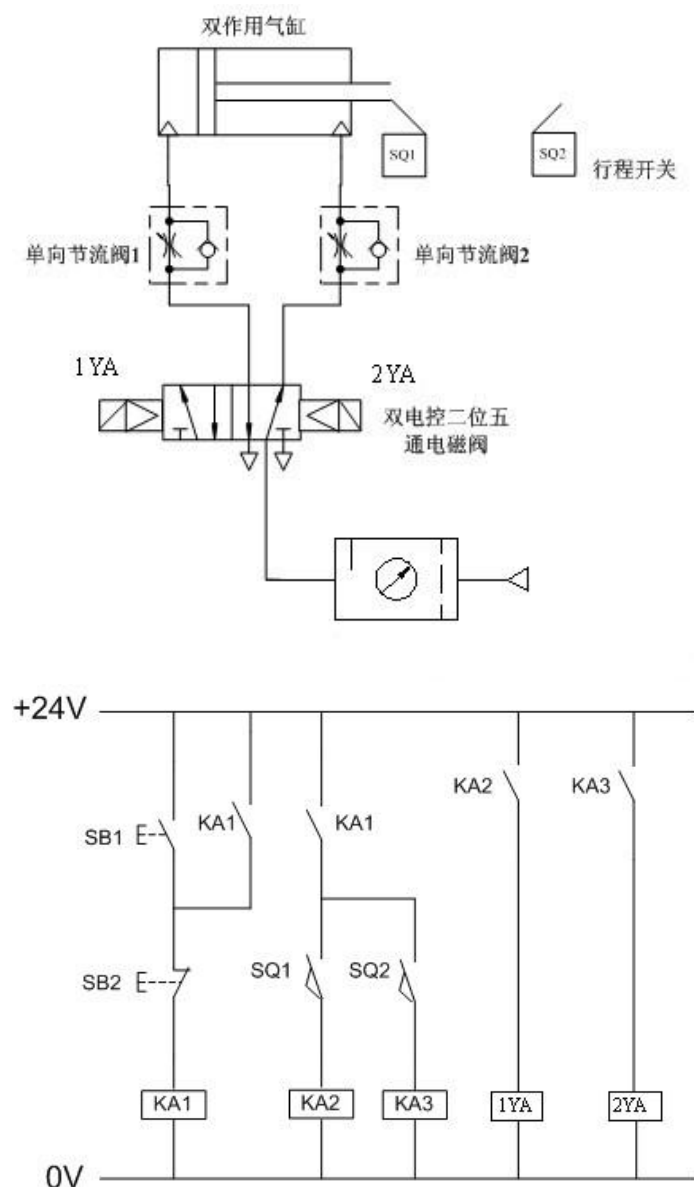 双作用气缸
SQ1
SQ2
行程开关
单向节流阀1
单向节流阀2
1YA
2YA
双电控二位五
通电磁阀
+24V
KA2
KA3
SB1
KA1
KA1
SB2
SQ1
SQ2
KA1
KA2
KA3
1YA
2YA
0V